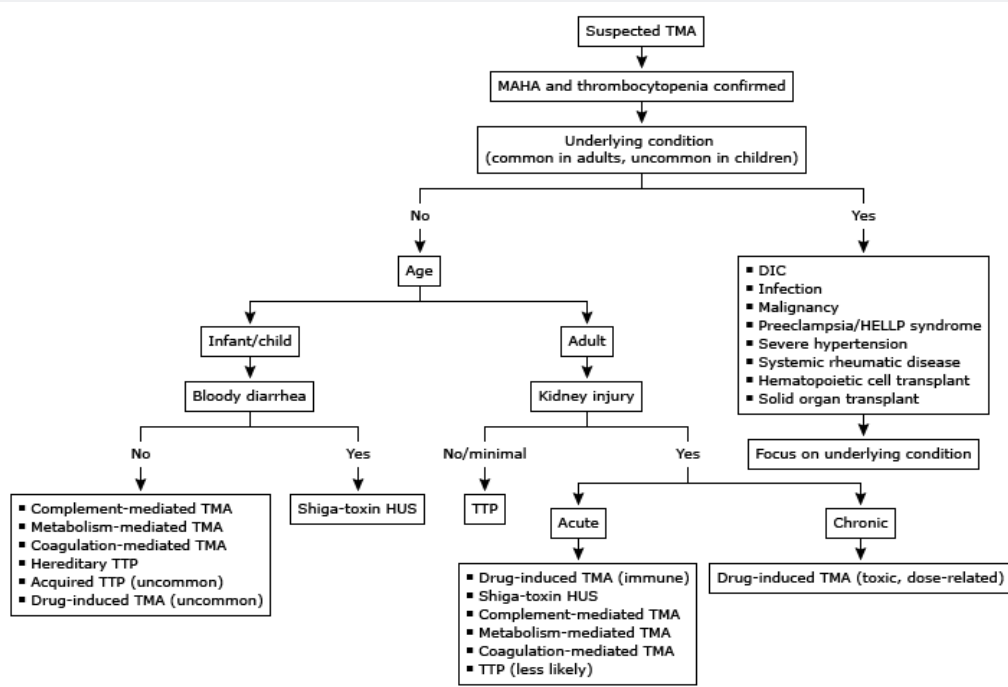 Suspected TMA
MAHA and thrombocytopenia confirmed
Underlying condition
(common in adults, uncommon in children)
No
Yes
Age
▪ DIC
▪ Infection
▪ Malignancy
▪ Preeclampsia/HELLP syndrome
▪ Severe hypertension
▪ Systemic rheumatic disease
▪ Hematopoietic cell transplant
▪ Solid organ transplant
Infant/child
Adult
Bloody diarrhea
Kidney injury
No
Yes
No/minimal
Yes
Focus on underlying condition
▪ Complement-mediated TMA
▪ Metabolism-mediated TMA
▪ Coagulation-mediated TMA
▪ Hereditary TTP
▪ Acquired TTP (uncommon)
▪ Drug-induced TMA (uncommon)
Shiga-toxin HUS
TTP
Acute
Chronic
▪ Drug-induced TMA (immune)
▪ Shiga-toxin HUS
▪ Complement-mediated TMA
▪ Metabolism-mediated TMA
▪ Coagulation-mediated TMA
▪ TTP (less likely)
Drug-induced TMA (toxic, dose-related)